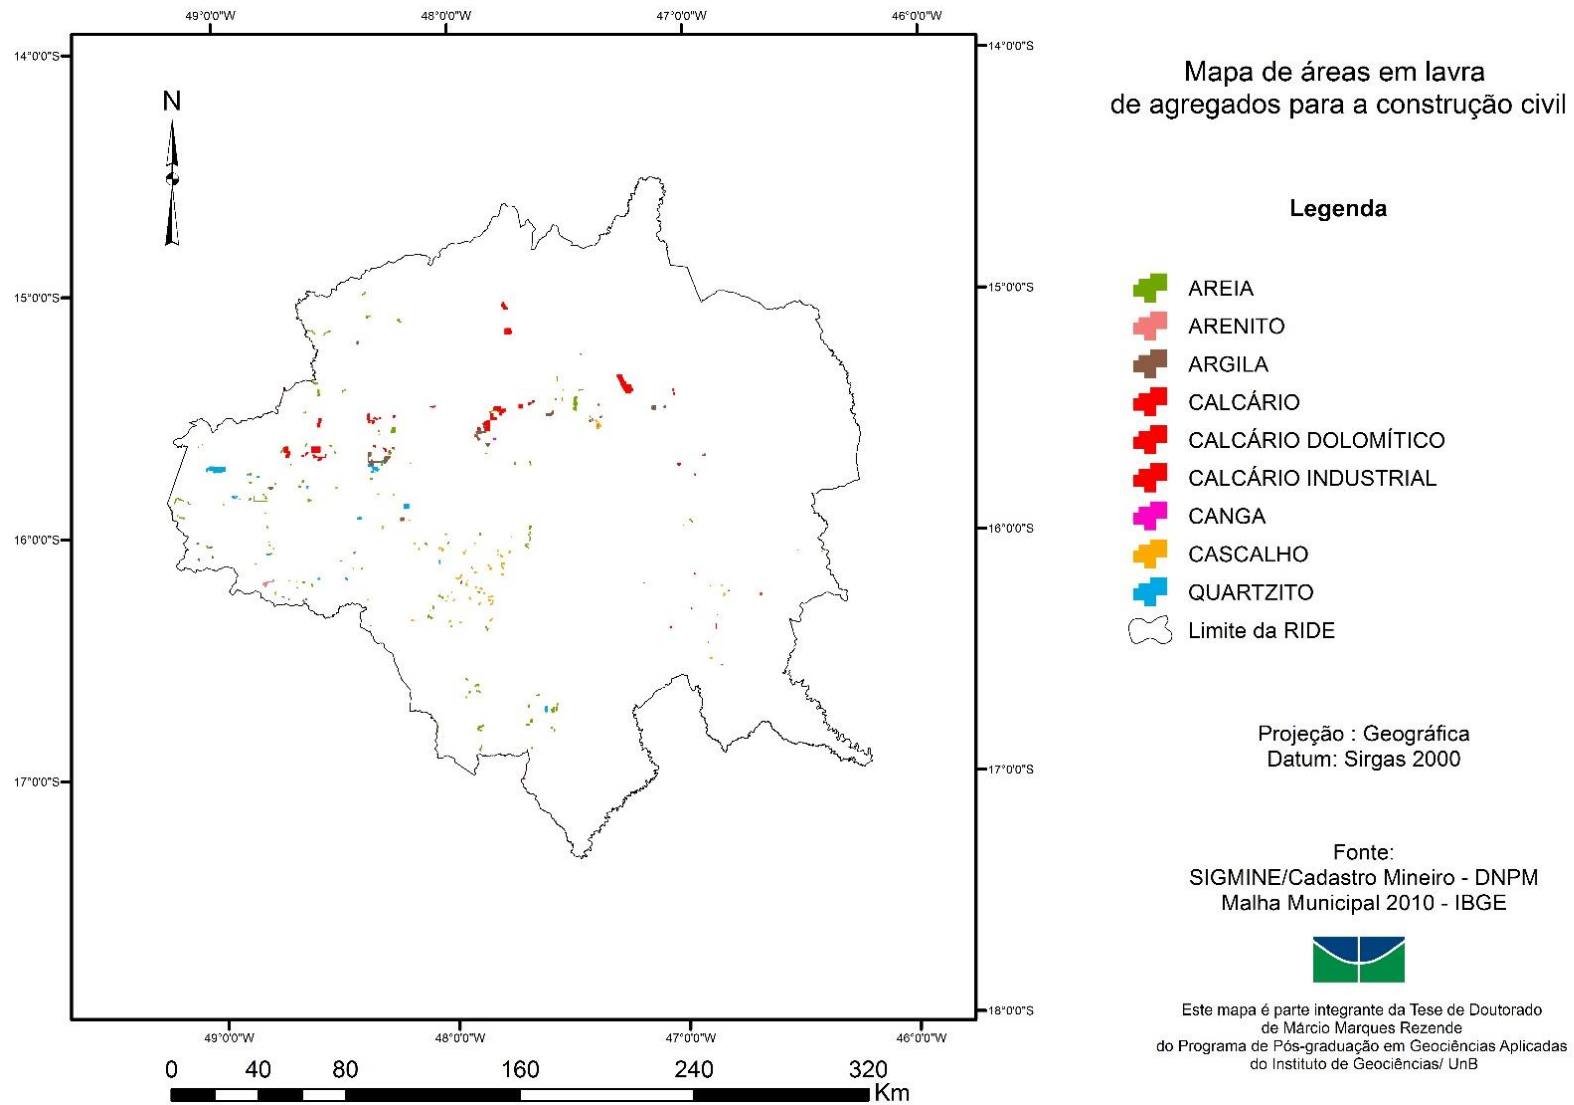 49°0'0"W
48°0'0"W
47°0'0"W
46°0'0"W
14°0'0"S
14°0'0"S
N
15°0'0"S
15°0'0"S
16°0'0"S
16°0'0"S
17°0'0"S
17°0'0"S
18°0'0"S
49°0'0"W
48°0'0"W
47°0'0"W
46°0'0"W
0
40
80
160
240
320
Km
Mapa de áreas em lavra
de agregados para a construção civil
Legenda
AREIA
ARENITO
ARGILA
CALCÁRIO
CALCÁRIO DOLOMÍTICO
CALCÁRIO INDUSTRIAL
CANGA
CASCALHO
QUARTZITO
Limite da RIDE
Projeção : Geográfica
Datum: Sirgas 2000
Fonte:
SIGMINE/Cadastro Mineiro - DNPM
Malha Municipal 2010 - IBGE
Este mapa é parte integrante da Tese de Doutorado
de Márcio Marques Rezende
do Programa de Pós-graduação em Geociências Aplicadas
do Instituto de Geociências/ UnB